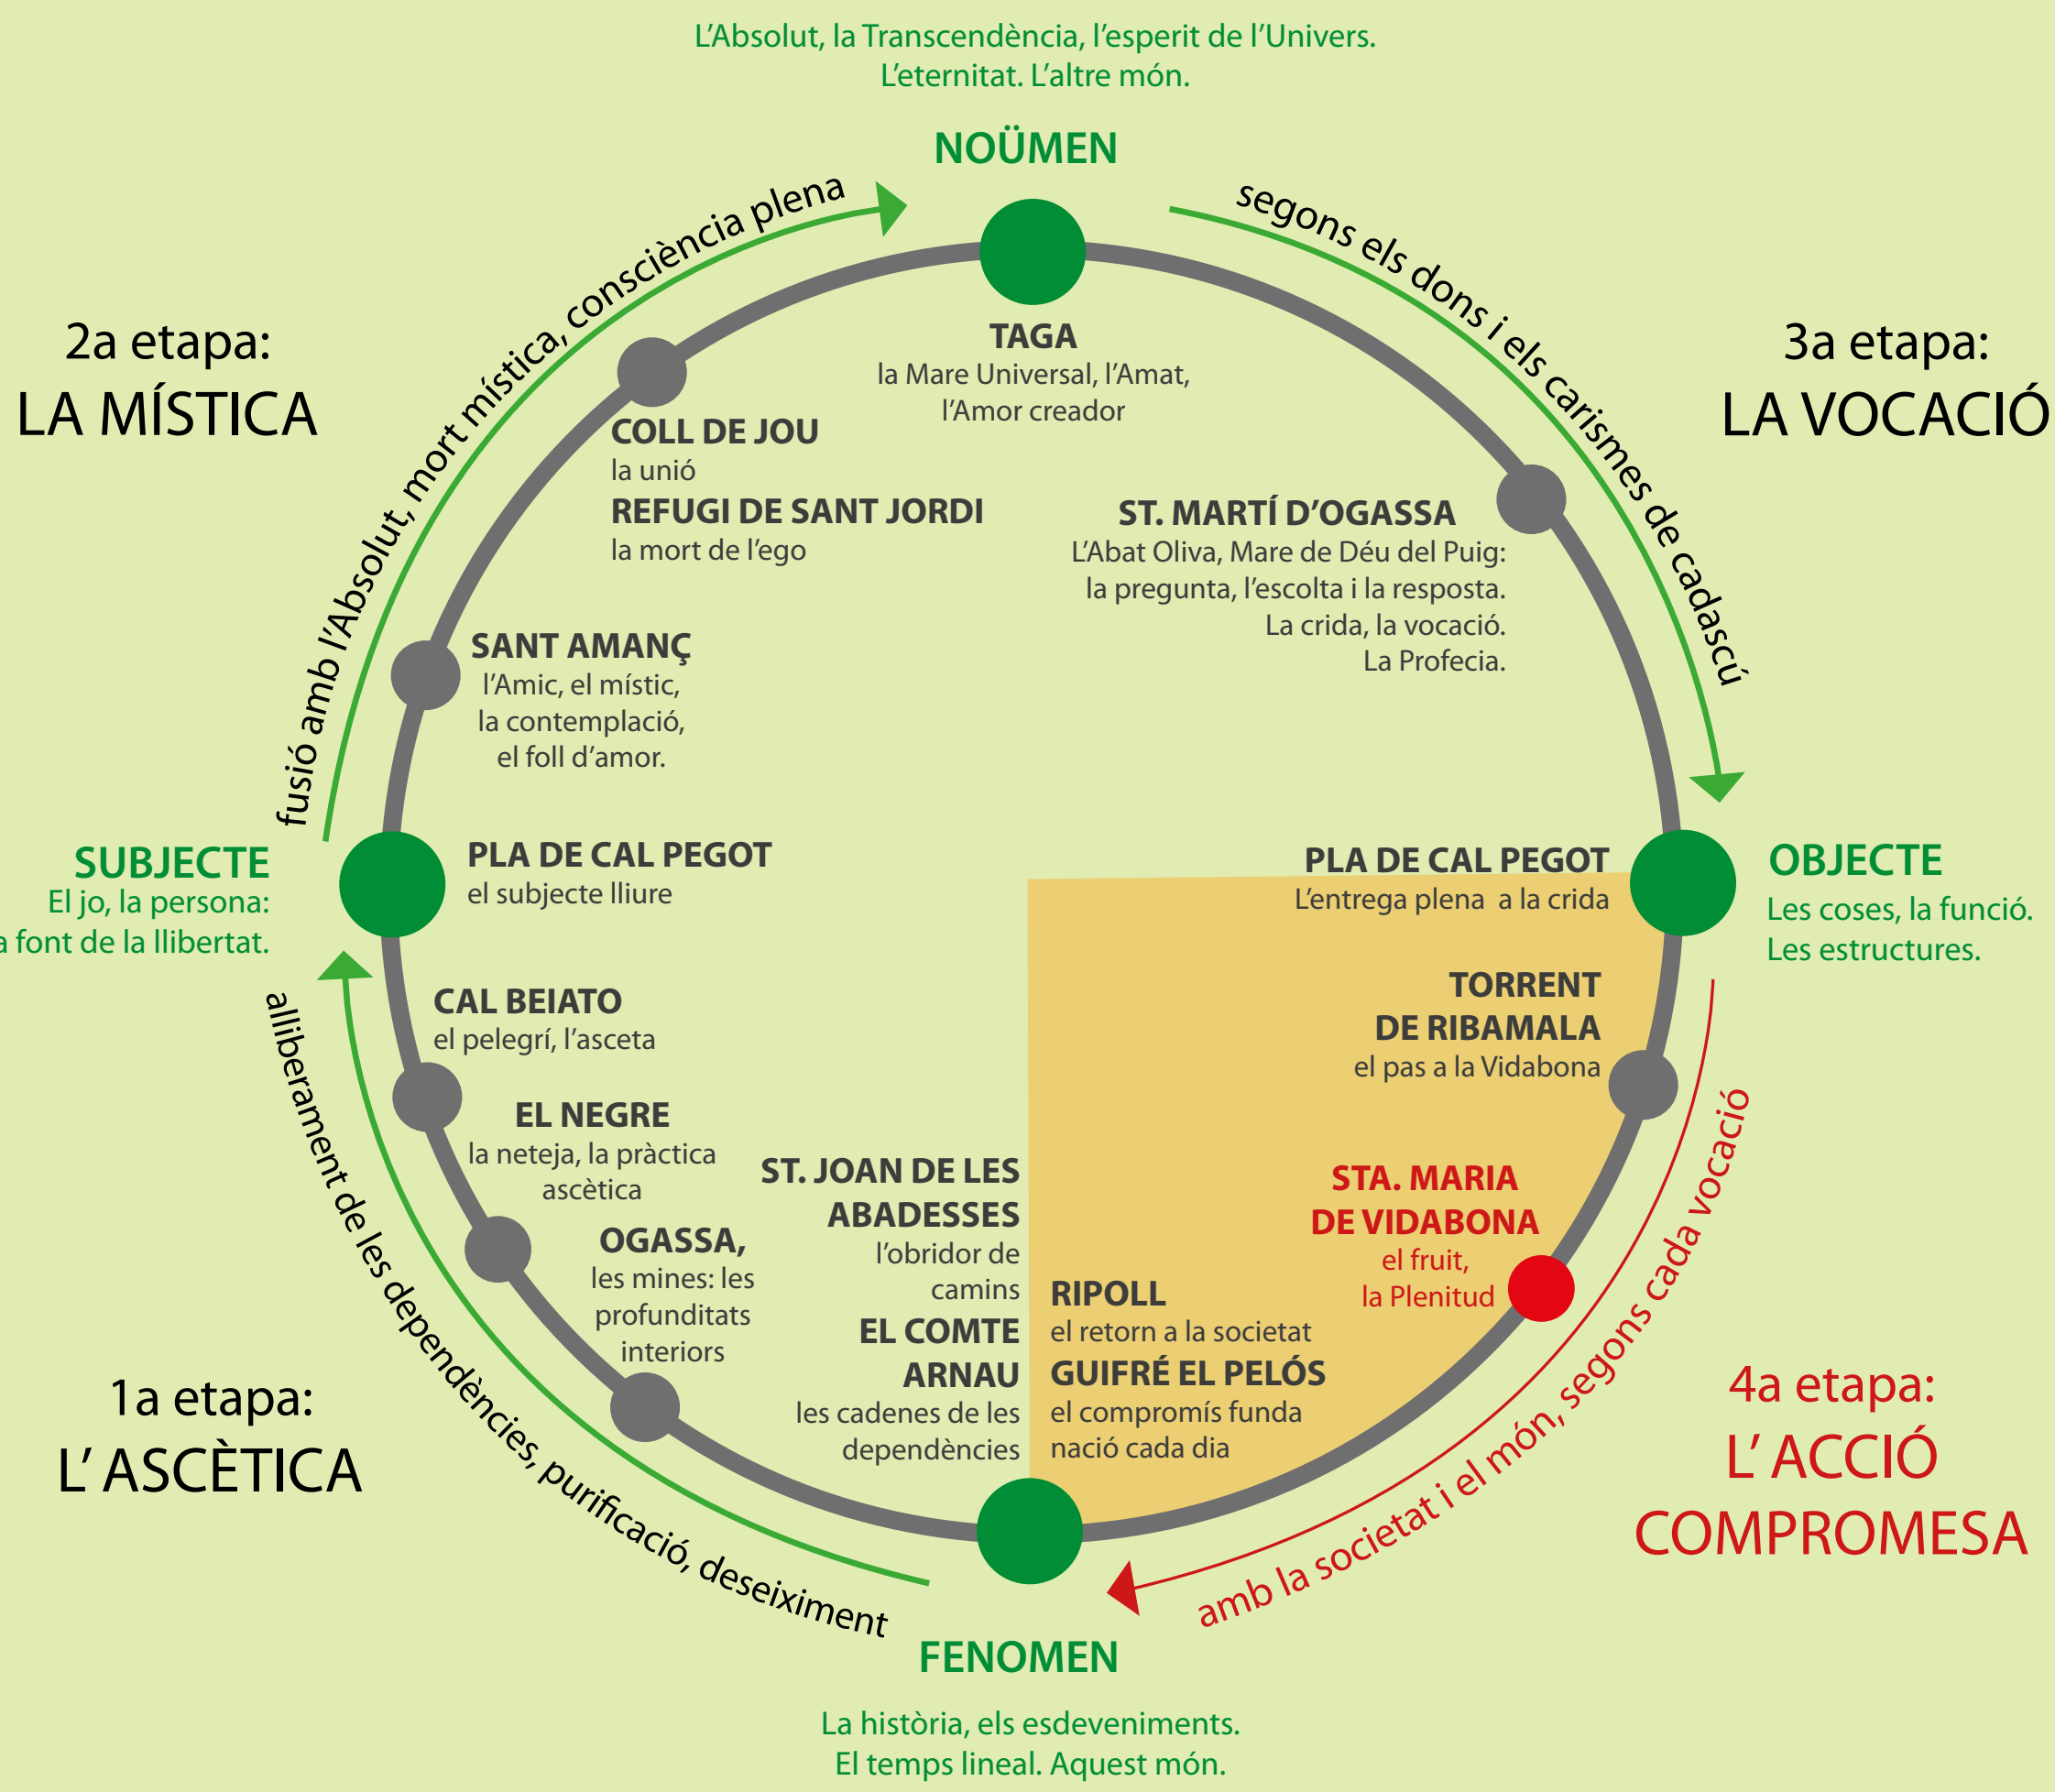 L’Absolut, la Transcendència, l’esperit de l’Univers.
L’eternitat. L’altre món.
NOÜMEN
fusió amb l’Absolut, mort mística, consciència plena
segons els dons i els carismes de cadascú
2a etapa:
LA MÍSTICA
3a etapa:
LA VOCACIÓ
TAGA
la Mare Universal, l’Amat,
l’Amor creador
COLL DE JOU
la unió
REFUGI DE SANT JORDI
la mort de l’ego
ST. MARTÍ D’OGASSA
L’Abat Oliva, Mare de Déu del Puig:
la pregunta, l’escolta i la resposta.
La crida, la vocació.
La Profecia.
SANT AMANÇ
l’Amic, el místic,
la contemplació,
el foll d’amor.
SUBJECTE
El jo, la persona:
a font de la llibertat.
PLA DE CAL PEGOT
el subjecte lliure
PLA DE CAL PEGOT
L’entrega plena a la crida
OBJECTE
Les coses, la funció.
Les estructures.
CAL BEIATO
el pelegrí, l’asceta
TORRENT
DE RIBAMALA
el pas a la Vidabona
EL NEGRE
la neteja, la pràctica
ascètica
OGASSA,
les mines: les
profunditats
interiors
ST. JOAN DE LES
ABADESSES
l’obridor de
camins
EL COMTE
ARNAU
les cadenes de les
dependències
RIPOLL
el retorn a la societat
GUIFRÉ EL PELÓS
el compromís funda
nació cada dia
STA. MARIA
DE VIDABONA
el fruit,
la Plenitud
1a etapa:
L’ ASCÈTICA
4a etapa:
L’ ACCIÓ
COMPROMESA
alliberament de les dependències, purificació, deseiximent
amb la societat i el món, segons cada vocació
FENOMEN
La història, els esdeveniments.
El temps lineal. Aquest món.